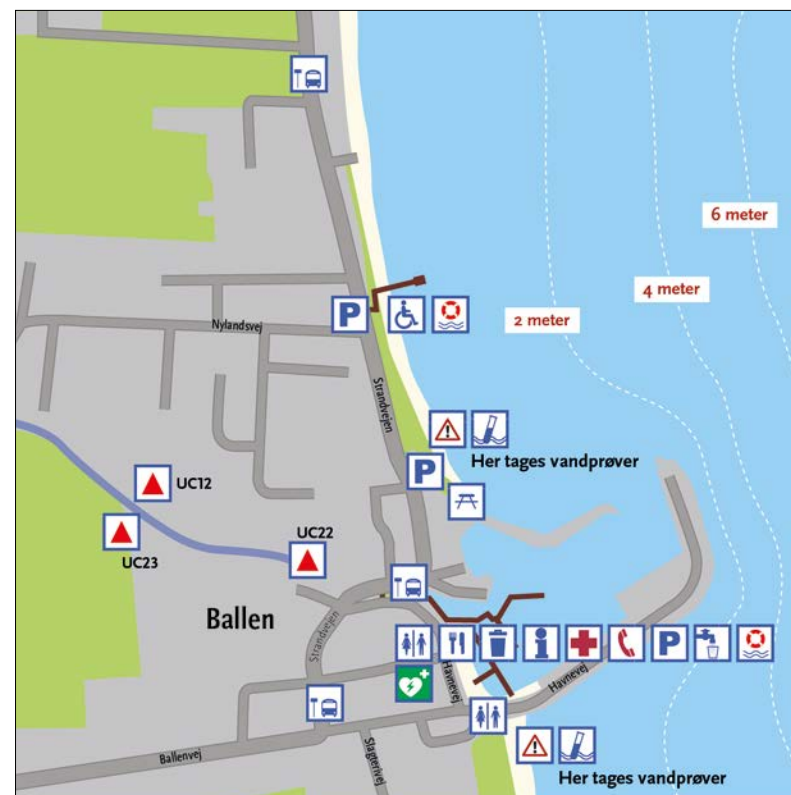 6 meter
4 meter
2 meter
P
Nylandsvej
Strandvejen
Her tages vandprøver
P
UC12
UC23
UC22
Ballen
Strandvejen
P
Havnevej
Havnevej
Ballenvej
Slagterivej
Her tages vandprøver